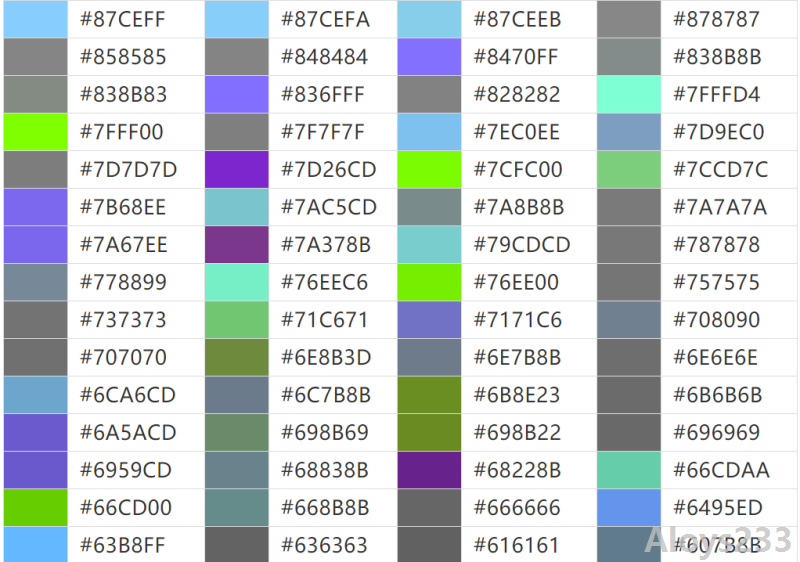 #87CEFF #87CEFA #87CEEB #878787
#858585 #848484 #8470FF #838B8B
#838B83 #836FFF #828282 #7FFFD4
#7FFF00 #7F7F7F #7EC0EE #7D9EC0
#7D7D7D #7D26CD #7CFC00 #7CCD7C
#7B68EE #7AC5CD #7A8B8B #7A7A7A
#7A67EE #7A378B #79CDCD #787878
#778899 #76EEC6 #76EE00 #757575
#737373 #71C671 #7171C6 #708090
#707070 #6E8B3D #6E7B8B #6E6E6E
#6CA6CD #6C7B8B #6B8E23 #6B6B6B
#6A5ACD #698B69 #698B22 #696969
#6959CD #68838B #68228B #66CDAA
#66CD00 #668B8B #666666 #6495ED
#63B8FF #636363 #616161 #607B8B
Aloys233